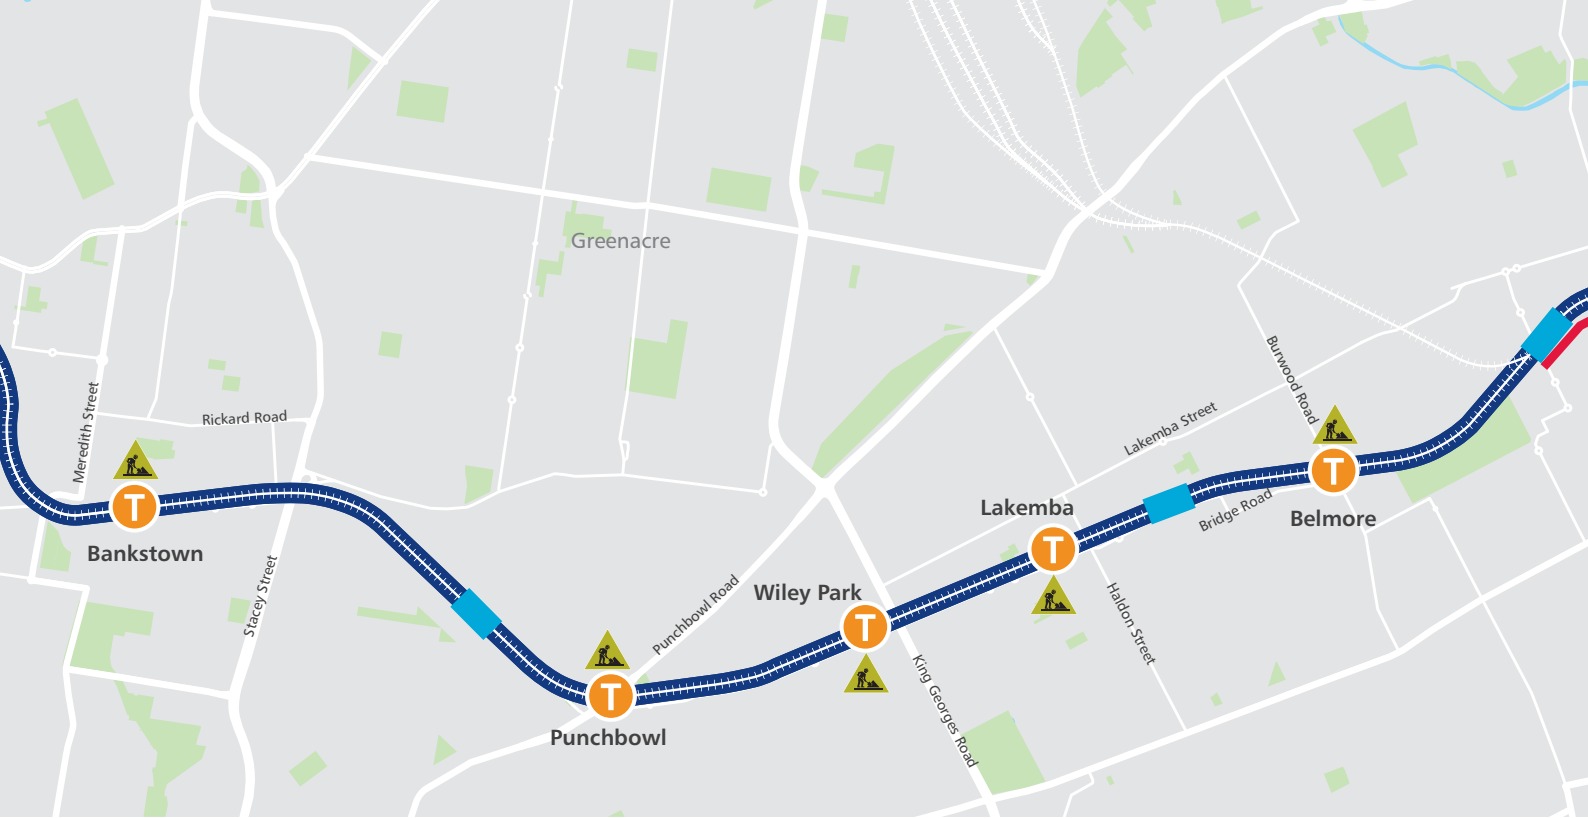 Greenacre
Burwood Road
Meredith Street
Rickard Road
Lakemba Street
T
Belmore
T
Bankstown
Lakemba
Bridge Road
T
Stacey Street
Punchbowl Road
Wiley Park
T
Haldon Street
King Georges Road
T
Punchbowl